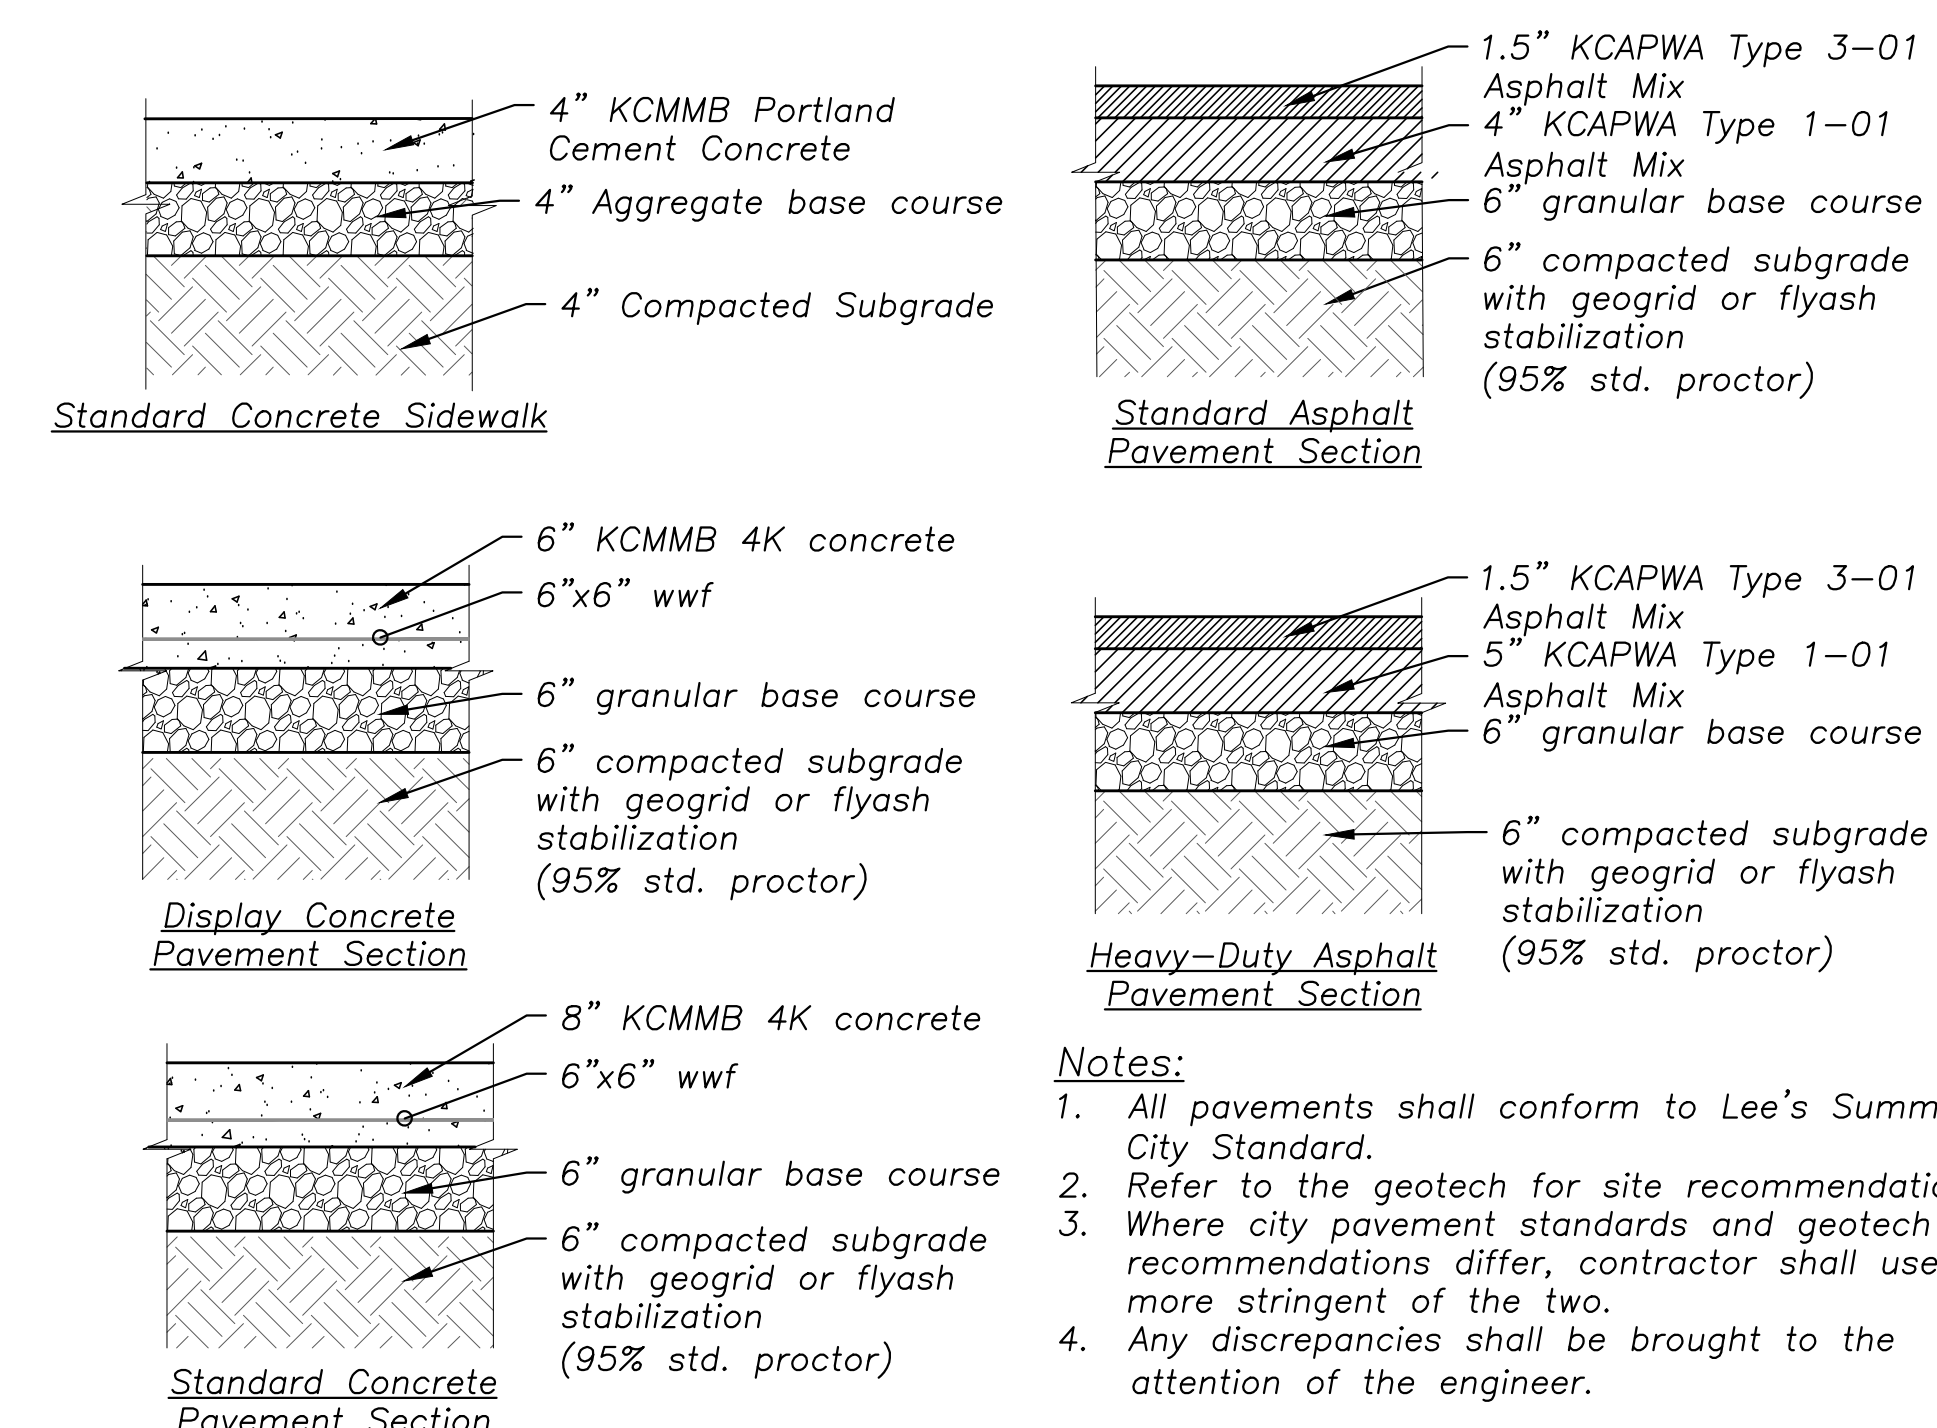 4” KCMMB Portland
Cement Concrete
4” Aggregate base course
4” Compacted Subgrade
Standard Concrete Sidewalk
6” KCMMB 4K concrete
6”x6” wwf
6” granular base course
6” compacted subgrade
with geogrid or flyash
stabilization
(95% std. proctor)
Display Concrete
Pavement Section
8” KCMMB 4K concrete
6”x6” wwf
6” granular base course
6” compacted subgrade
with geogrid or flyash
stabilization
(95% std. proctor)
Standard Concrete
Pavement Section
1.5” KCAPWA Type 3-01
Asphalt Mix
4” KCAPWA Type 1-01
Asphalt Mix
6” granular base course
6” compacted subgrade
with geogrid or flyash
stabilization
(95% std. proctor)
Standard Asphalt
Pavement Section
1.5” KCAPWA Type 3-01
Asphalt Mix
5” KCAPWA Type 1-01
Asphalt Mix
6” granular base course
6” compacted subgrade
with geogrid or flyash
stabilization
(95% std. proctor)
Heavy-Duty Asphalt
Pavement Section
Notes:
1. All pavements shall conform to Lee's
City Standard.
2. Refer to the geotech for site
3. Where city pavement standards and geotech
recommendations differ, contractor shall use
more stringent of the two.
4. Any discrepancies shall be brought to the
attention of the engineer.